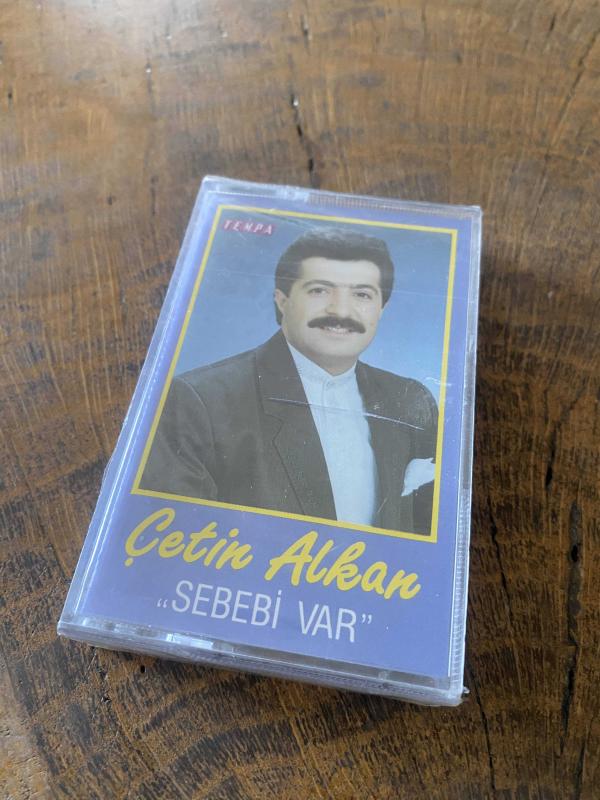 TEMPA
Çetin Alkan
"SEBEBİ VAR"